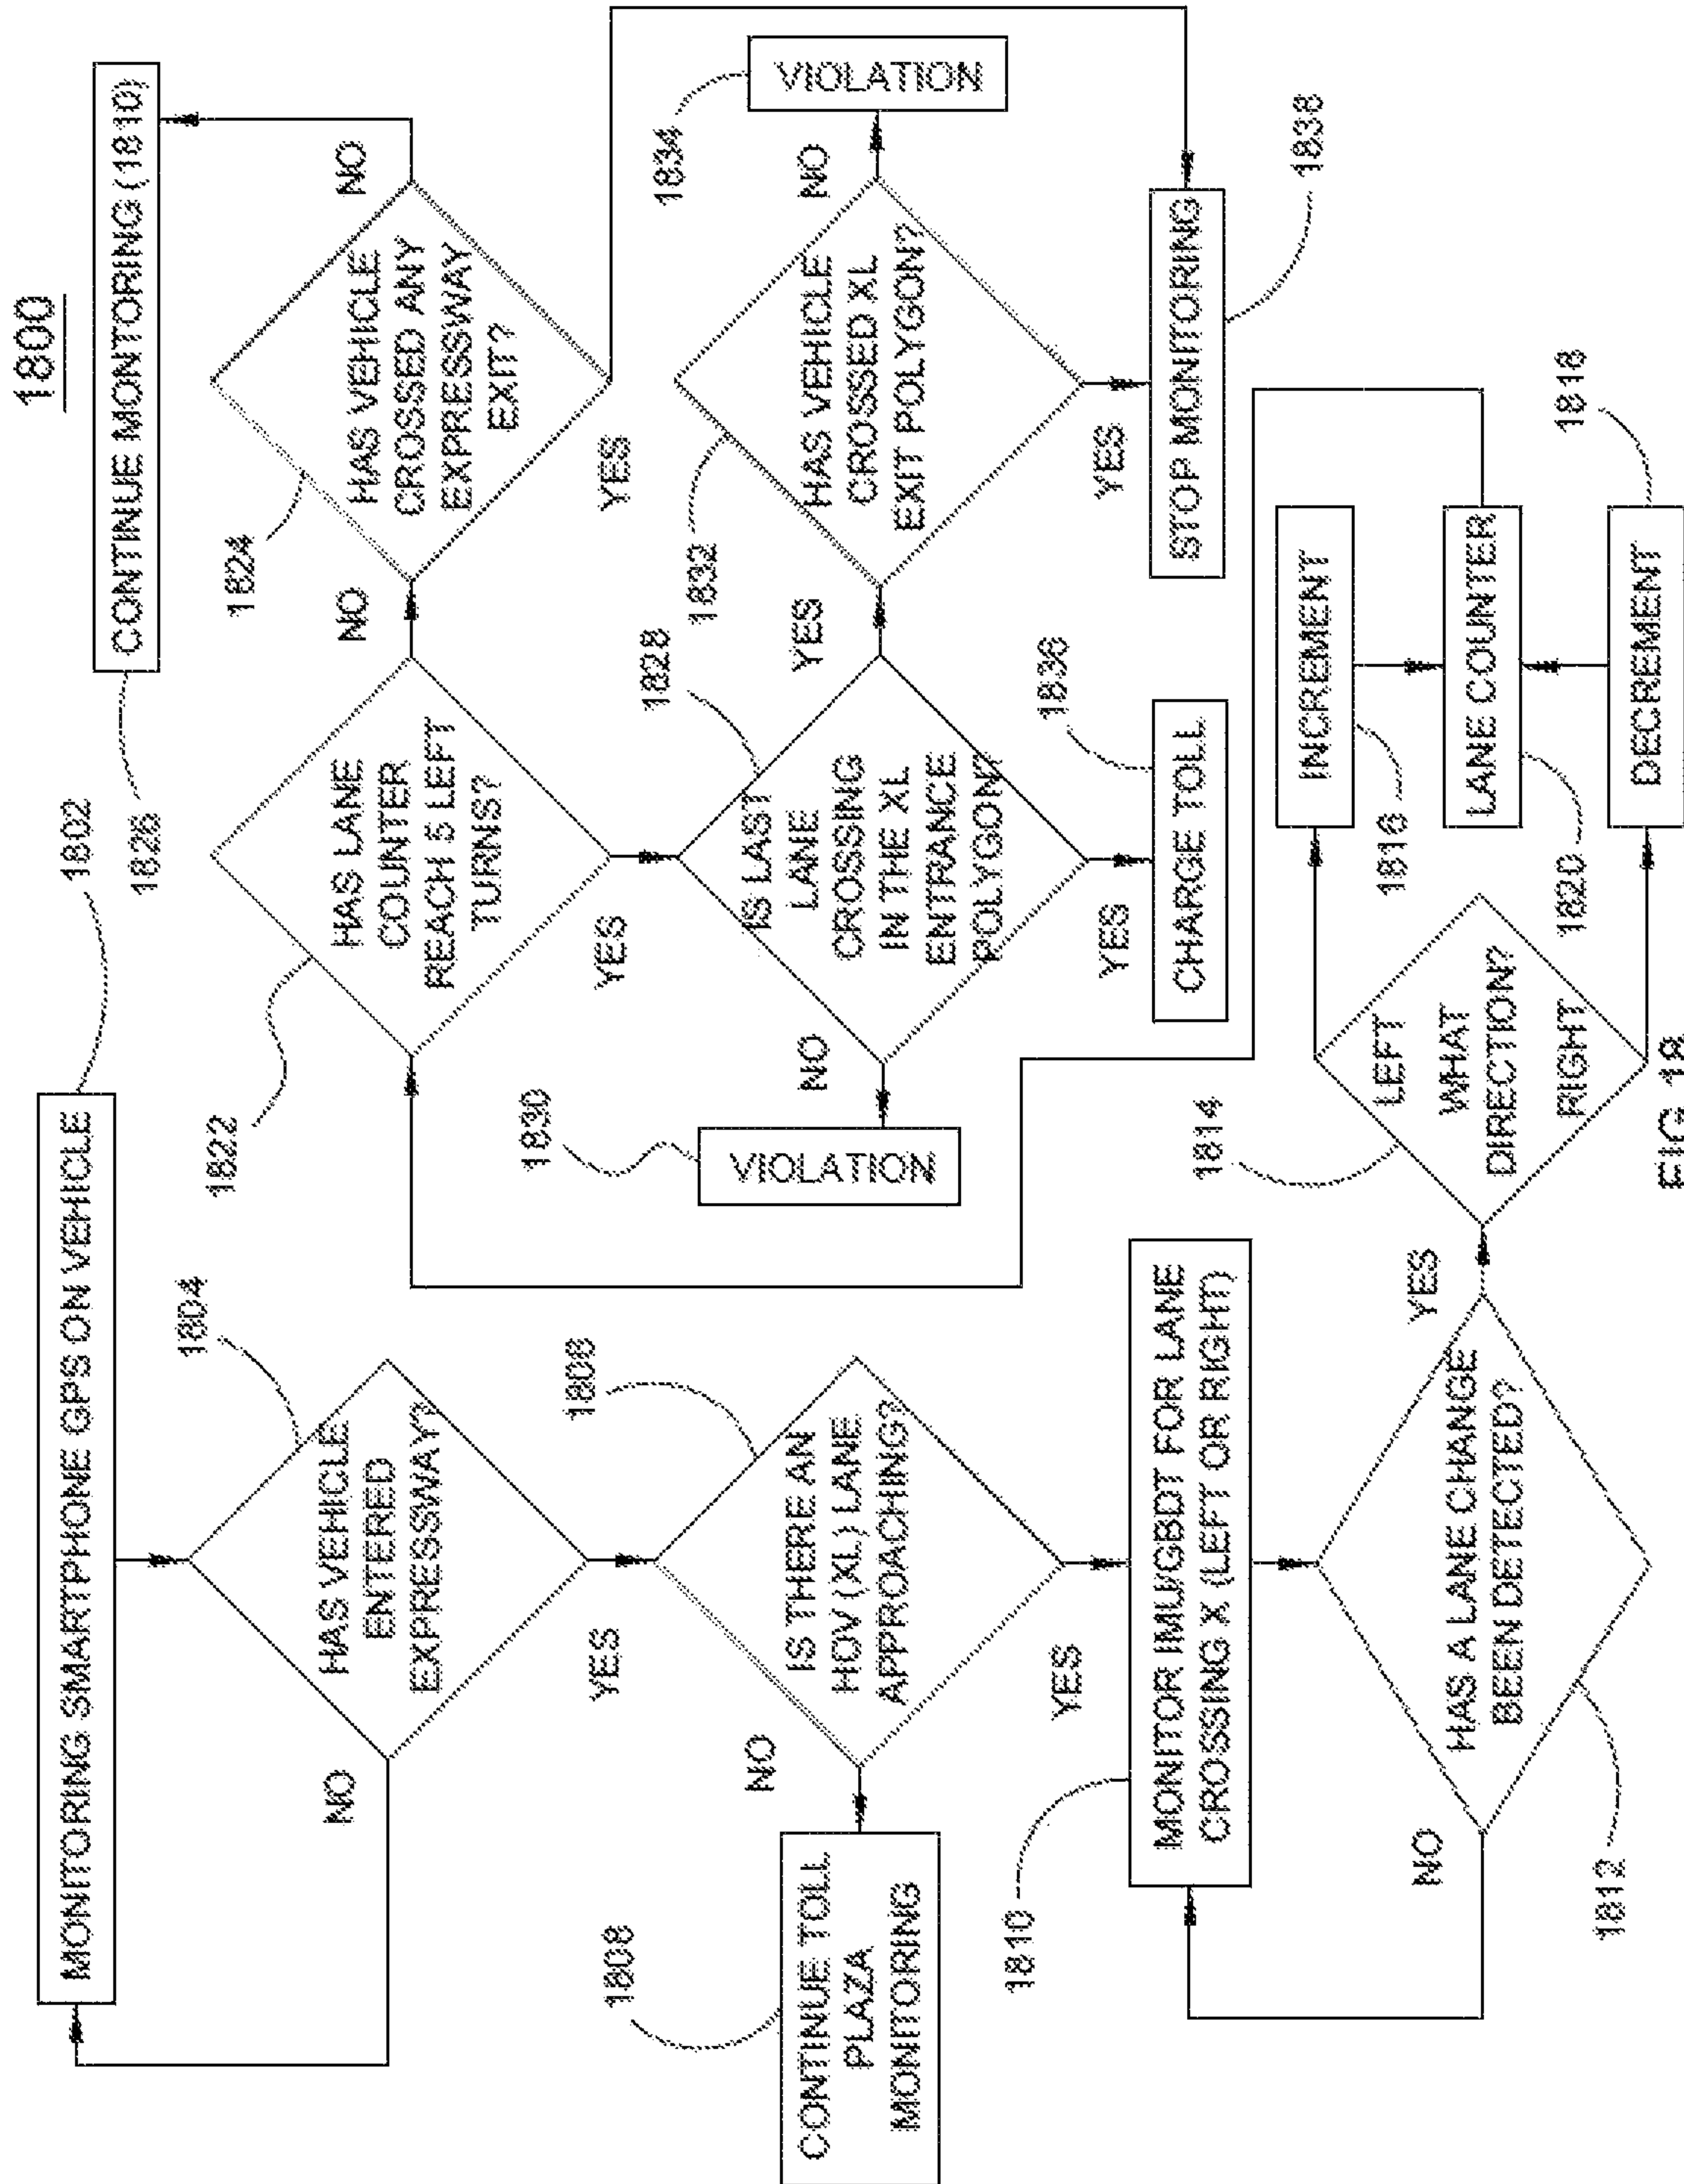 1800
MONITORING SMARTPHONE GPS ON VEHICLE
1802
HAS VEHICLE
ENTERED
EXPRESSWAY?
1804
NO
YES
IS THERE AN
HOV (XL) LANE
APPROACHING?
1806
NO
YES
CONTINUE TOLL
PLAZA
MONITORING
1808
MONITOR IMU/GBDT FOR LANE
CROSSING X (LEFT OR RIGHT)
1810
HAS A LANE CHANGE
BEEN DETECTED?
1812
NO
YES
LEFT
WHAT
DIRECTION?
RIGHT
1814
INCREMENT
1816
LANE COUNTER
1820
DECREMENT
1818
HAS LANE
COUNTER
REACH 5 LEFT
TURNS?
1822
NO
YES
HAS VEHICLE
CROSSED ANY
EXPRESSWAY
EXIT?
1824
NO
YES
CONTINUE MONTORING (1810)
1826
IS LAST
LANE
CROSSING
IN THE XL
ENTRANCE
POLYGON?
1828
NO
YES
YES
VIOLATION
1830
HAS VEHICLE
CROSSED XL
EXIT POLYGON?
1832
NO
YES
VIOLATION
1834
CHARGE TOLL
1836
STOP MONITORING
1838
FIG. 18